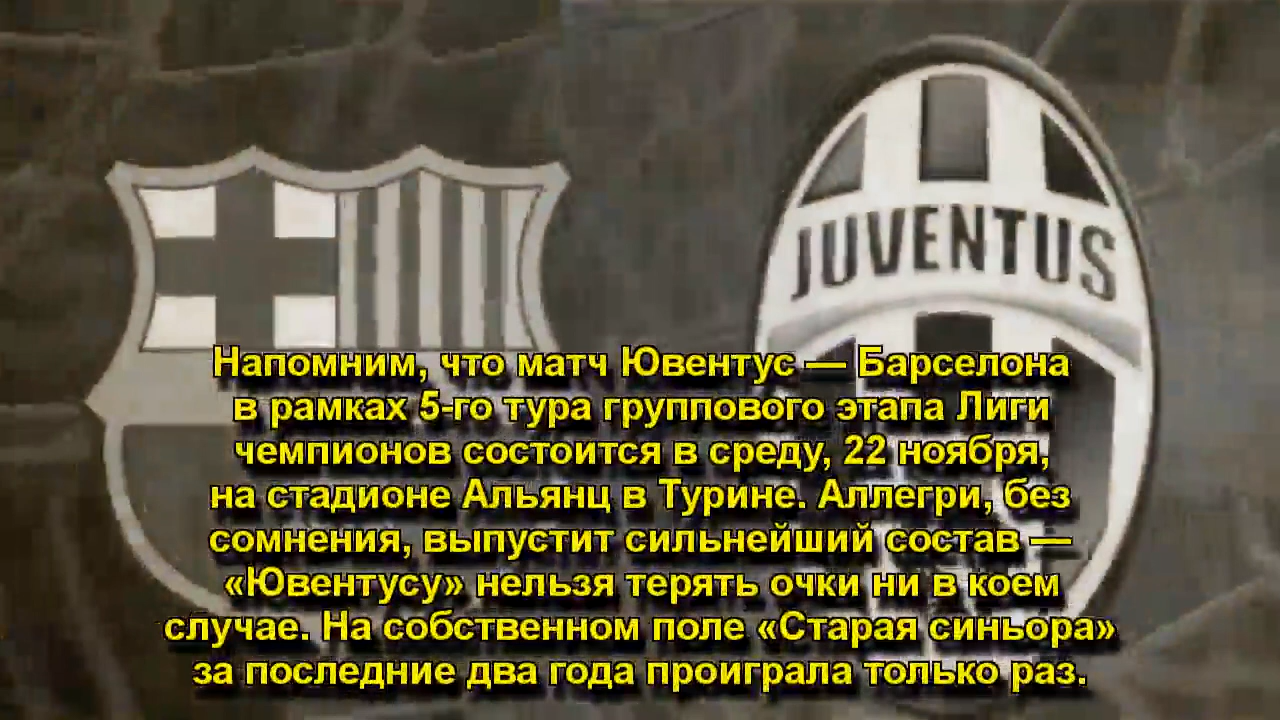 JUVENTUS
Напомним, что матч Ювентус — Барселона
в рамках 5-го тура группового этапа Лиги
чемпионов состоится в среду, 22 ноября,
на стадионе Альянц в Турине. Аллегри, без
сомнения, выпустит сильнейший состав —
«Ювентусу» нельзя терять очки ни в коем
случае. На собственном поле «Старая синьора»
за последние два года проиграла только раз.